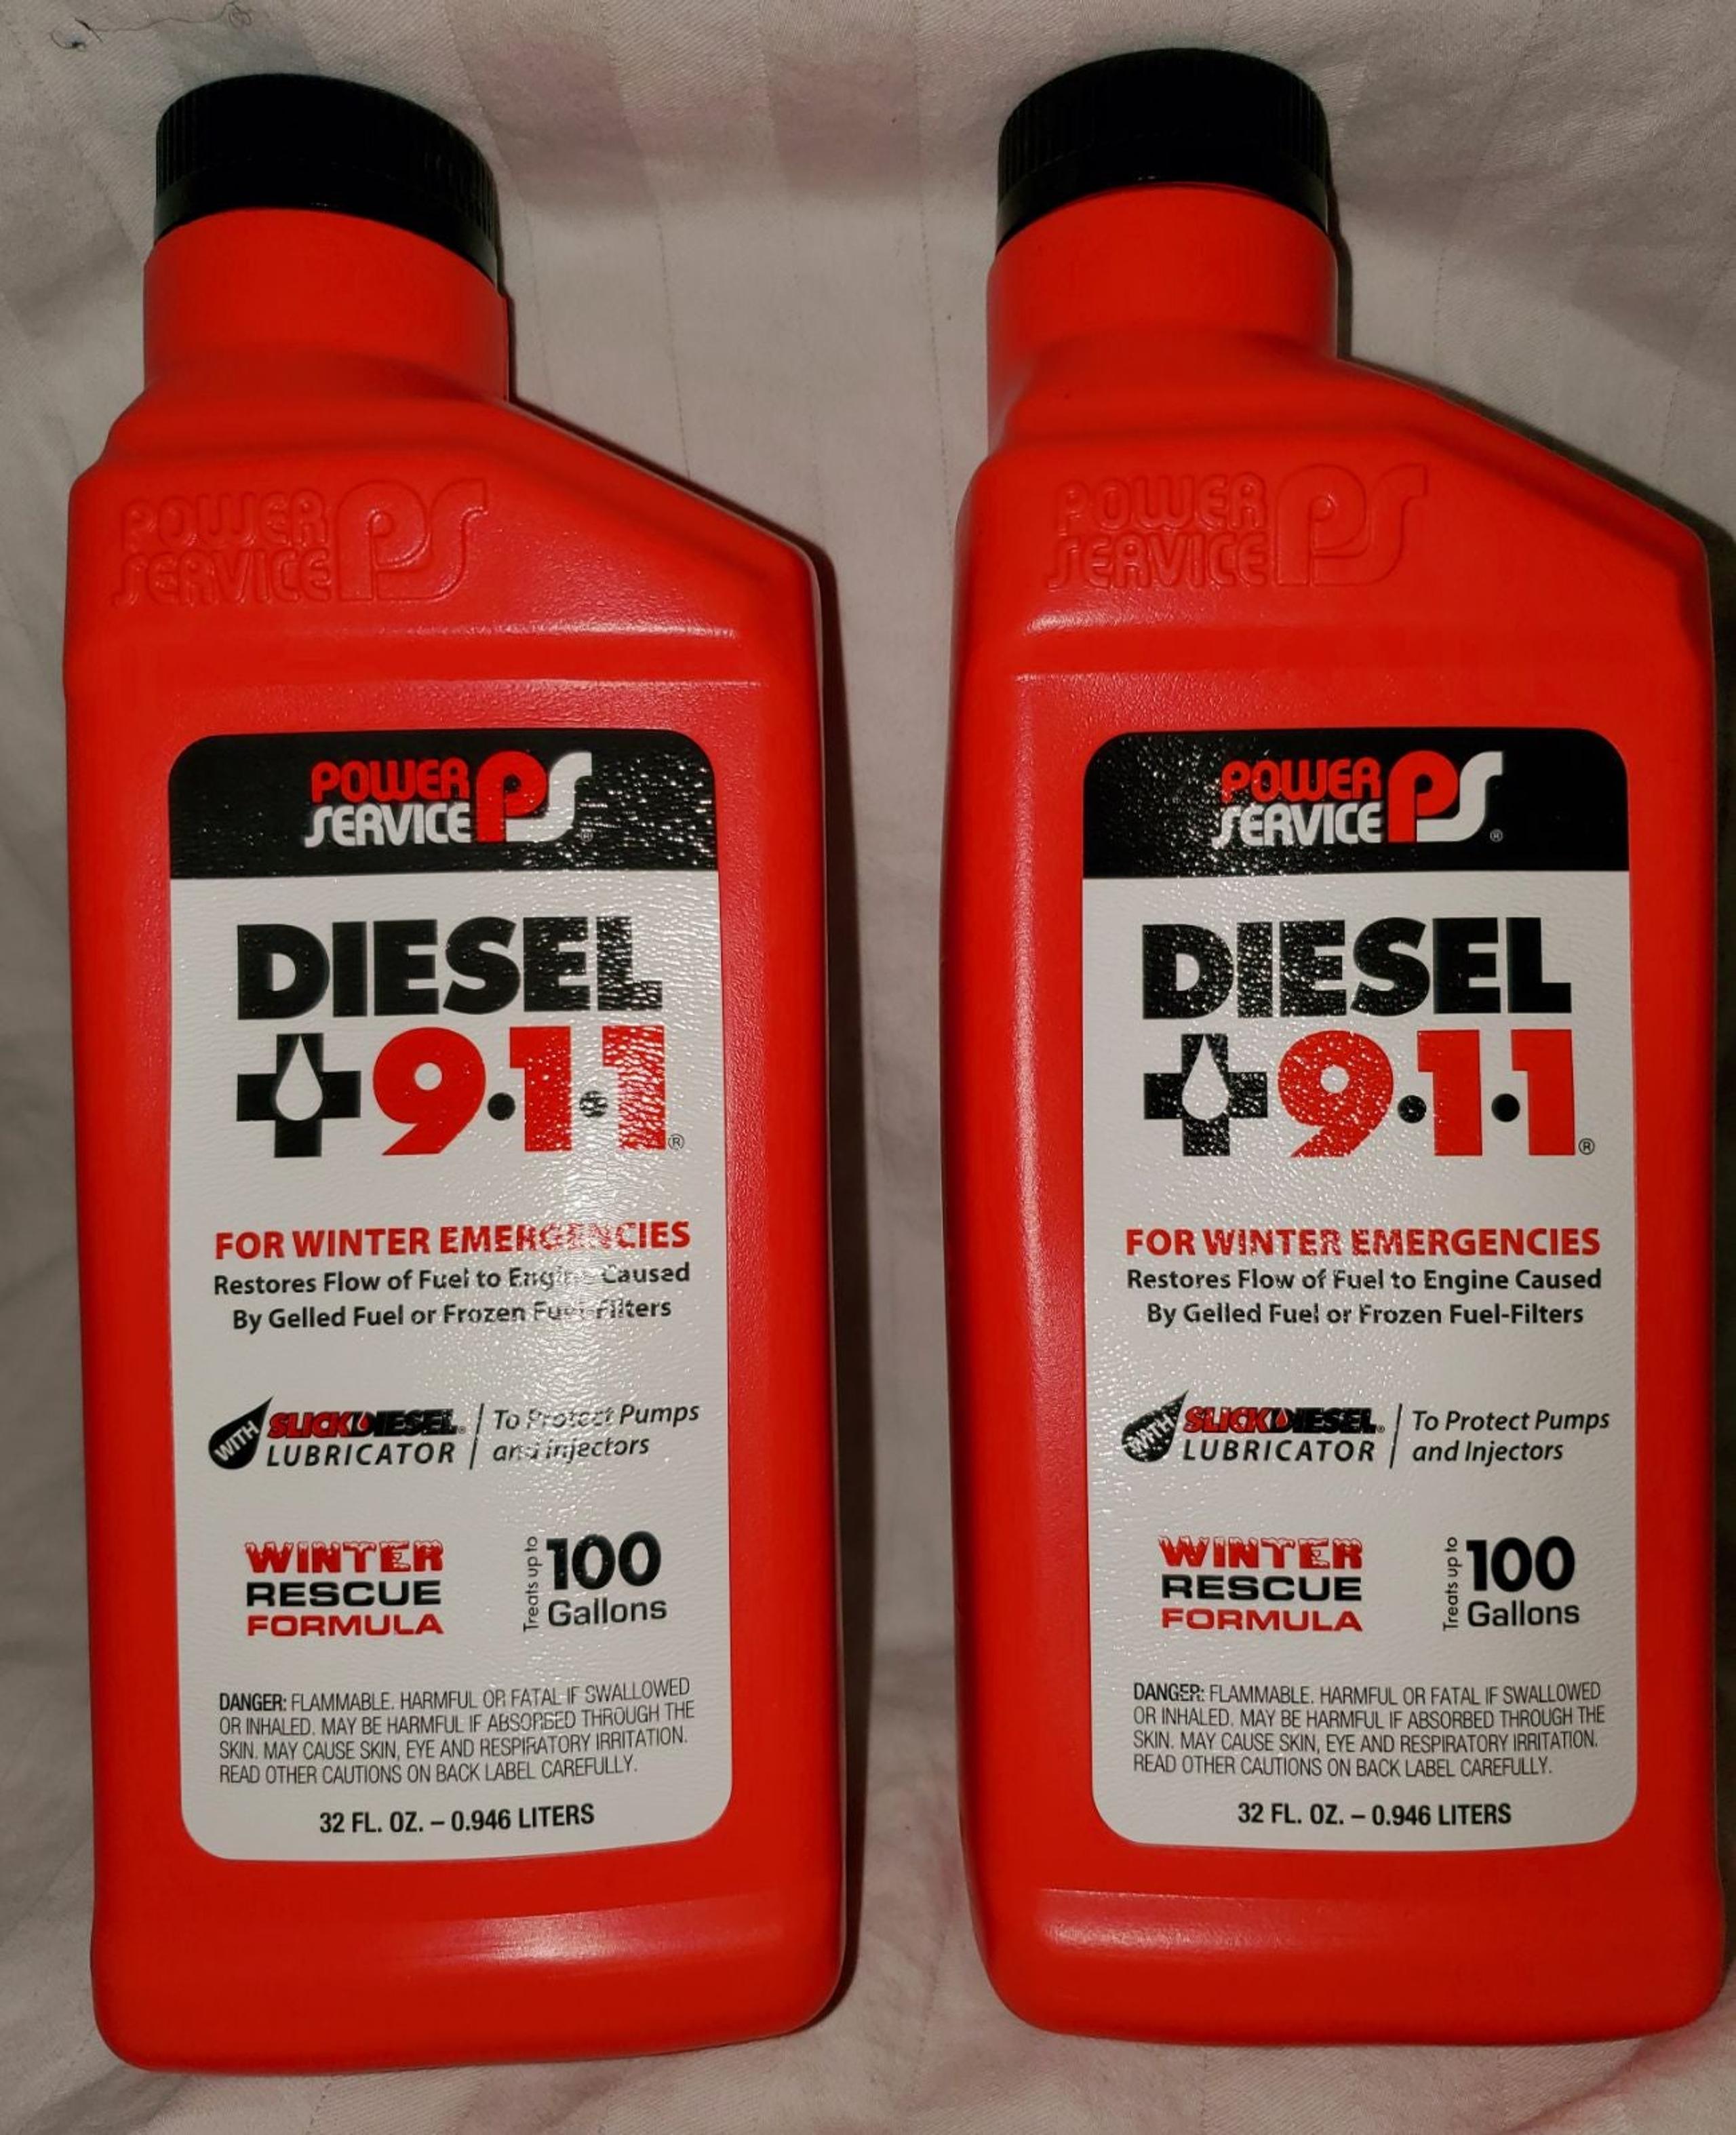 POWER
SERVICE PS
POWER
SERVICE PS®
DIESEL
9·1·1®
FOR WINTER EMERGENCIES
Restores Flow of Fuel to Engine Caused
By Gelled Fuel or Frozen Fuel-Filters
WITH
SLICKDIESEL®
LUBRICATOR
To Protect Pumps
and Injectors
WINTER
RESCUE
FORMULA
Treats up to
100
Gallons
DANGER: FLAMMABLE. HARMFUL OR FATAL IF SWALLOWED
OR INHALED. MAY BE HARMFUL IF ABSORBED THROUGH THE
SKIN. MAY CAUSE SKIN, EYE AND RESPIRATORY IRRITATION.
READ OTHER CAUTIONS ON BACK LABEL CAREFULLY.
32 FL. OZ. – 0.946 LITERS
POWER
SERVICE PS
POWER
SERVICE PS®
DIESEL
9·1·1®
FOR WINTER EMERGENCIES
Restores Flow of Fuel to Engine Caused
By Gelled Fuel or Frozen Fuel-Filters
WITH
SLICKDIESEL®
LUBRICATOR
To Protect Pumps
and Injectors
WINTER
RESCUE
FORMULA
Treats up to
100
Gallons
DANGER: FLAMMABLE. HARMFUL OR FATAL IF SWALLOWED
OR INHALED. MAY BE HARMFUL IF ABSORBED THROUGH THE
SKIN. MAY CAUSE SKIN, EYE AND RESPIRATORY IRRITATION.
READ OTHER CAUTIONS ON BACK LABEL CAREFULLY.
32 FL. OZ. – 0.946 LITERS